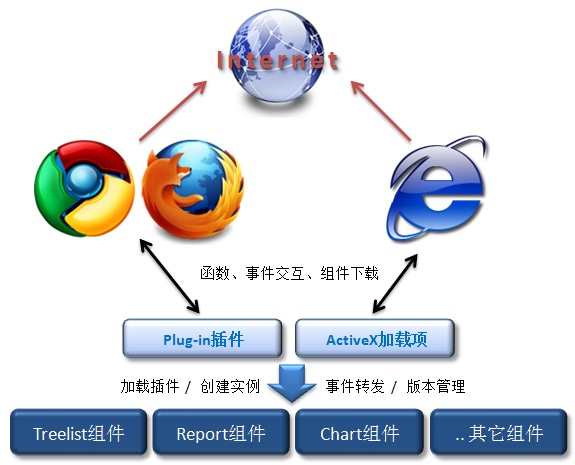 Internet
函数、事件交互、组件下载
Plug-in插件 ActiveX加载项
加载插件 / 创建实例 事件转发 / 版本管理
Treelist组件 Report组件 Chart组件 .. 其它组件